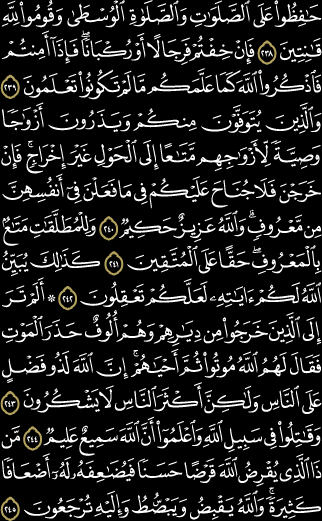 حَٰفِظُوا۟ عَلَى ٱلصَّلَوَٰتِ وَٱلصَّلَوٰةِ ٱلْوُسْطَىٰ وَقُومُوا۟ لِلَّهِ
قَٰنِتِينَ ٢٣٨ فَإِنْ خِفْتُمْ فَرِجَالًا أَوْ رُكْبَانًا ۖ فَإِذَآ أَمِنتُمْ
فَٱذْكُرُوا۟ ٱللَّهَ كَمَا عَلَّمَكُم مَّا لَمْ تَكُونُوا۟ تَعْلَمُونَ ٢٣٩
وَٱلَّذِينَ يُتَوَفَّوْنَ مِنكُمْ وَيَذَرُونَ أَزْوَٰجًا
وَصِيَّةً لِّأَزْوَٰجِهِم مَّتَٰعًا إِلَى ٱلْحَوْلِ غَيْرَ إِخْرَاجٍ ۚ فَإِنْ
خَرَجْنَ فَلَا جُنَاحَ عَلَيْكُمْ فِى مَا فَعَلْنَ فِىٓ أَنفُسِهِنَّ
مِن مَّعْرُوفٍ ۗ وَٱللَّهُ عَزِيزٌ حَكِيمٌ ٢٤٠ وَلِلْمُطَلَّقَٰتِ مَتَٰعٌۢ
بِٱلْمَعْرُوفِ ۖ حَقًّا عَلَى ٱلْمُتَّقِينَ ٢٤١ كَذَٰلِكَ يُبَيِّنُ
ٱللَّهُ لَكُمْ ءَايَٰتِهِۦ لَعَلَّكُمْ تَعْقِلُونَ ٢٤٢ ۞ أَلَمْ تَرَ
إِلَى ٱلَّذِينَ خَرَجُوا۟ مِن دِيَٰرِهِمْ وَهُمْ أُلُوفٌ حَذَرَ ٱلْمَوْتِ
فَقَالَ لَهُمُ ٱللَّهُ مُوتُوا۟ ثُمَّ أَحْيَٰهُمْ ۚ إِنَّ ٱللَّهَ لَذُو فَضْلٍ
عَلَى ٱلنَّاسِ وَلَٰكِنَّ أَكْثَرَ ٱلنَّاسِ لَا يَشْكُرُونَ ٢٤٣
وَقَٰتِلُوا۟ فِى سَبِيلِ ٱللَّهِ وَٱعْلَمُوٓا۟ أَنَّ ٱللَّهَ سَمِيعٌ عَلِيمٌ ٢٤٤ مَّن
ذَا ٱلَّذِى يُقْرِضُ ٱللَّهَ قَرْضًا حَسَنًا فَيُضَٰعِفَهُۥ لَهُۥٓ أَضْعَافًا
كَثِيرَةً ۚ وَٱللَّهُ يَقْبِضُ وَيَبْصُۜطُ وَإِلَيْهِ تُرْجَعُونَ ٢٤٥